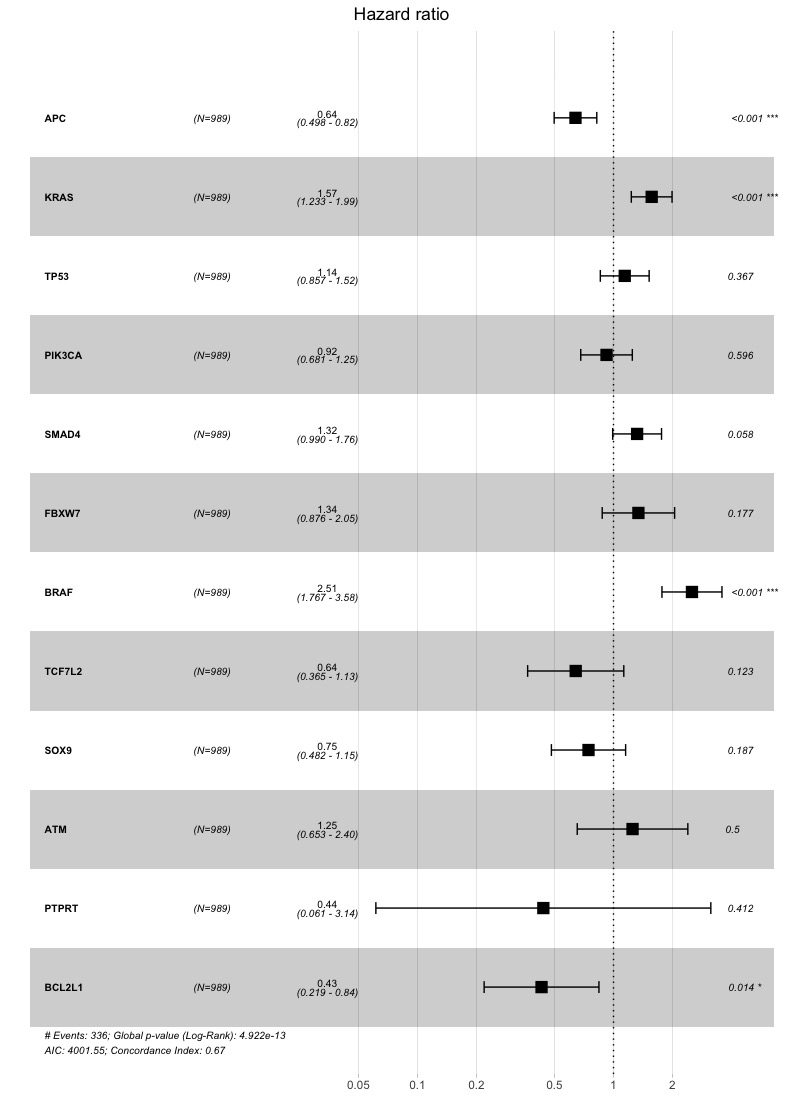 Hazard ratio
APC (N=989) 0.64 (0.498 - 0.82) <0.001 ***
KRAS (N=989) 1.57 (1.233 - 1.99) <0.001 ***
TP53 (N=989) 1.14 (0.857 - 1.52) 0.367
PIK3CA (N=989) 0.92 (0.681 - 1.25) 0.596
SMAD4 (N=989) 1.32 (0.990 - 1.76) 0.058
FBXW7 (N=989) 1.34 (0.876 - 2.05) 0.177
BRAF (N=989) 2.51 (1.767 - 3.58) <0.001 ***
TCF7L2 (N=989) 0.64 (0.365 - 1.13) 0.123
SOX9 (N=989) 0.75 (0.482 - 1.15) 0.187
ATM (N=989) 1.25 (0.653 - 2.40) 0.5
PTPRT (N=989) 0.44 (0.061 - 3.14) 0.412
BCL2L1 (N=989) 0.43 (0.219 - 0.84) 0.014 *
# Events: 336; Global p-value (Log-Rank): 4.922e-13
AIC: 4001.55; Concordance Index: 0.67
0.05 0.1 0.2 0.5 1 2